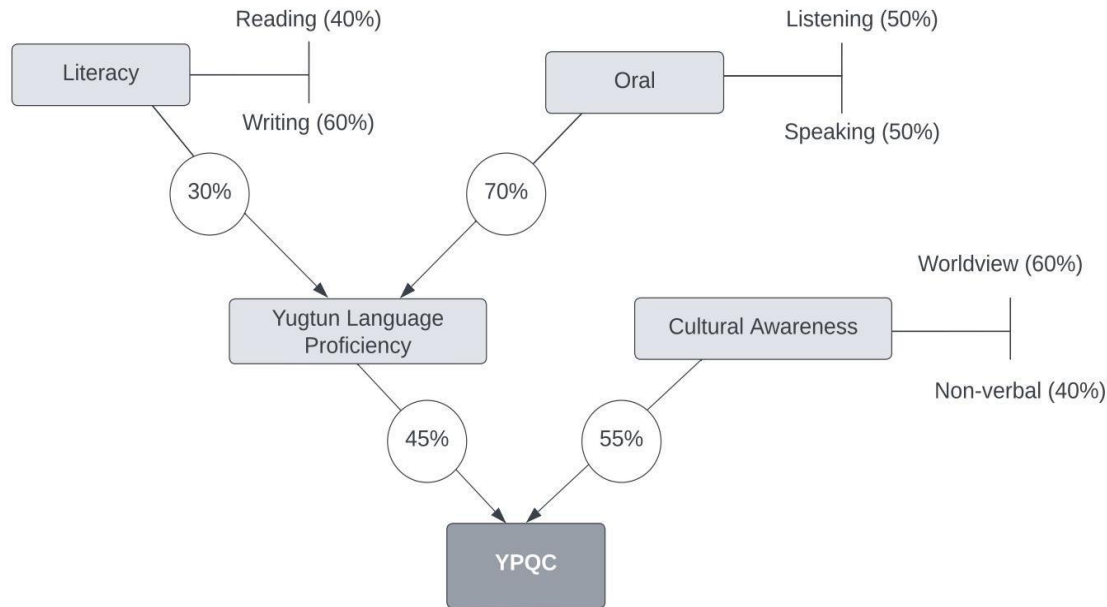 Reading (40%)
Listening (50%)
Literacy
Oral
Writing (60%)
Speaking (50%)
30%
70%
Worldview (60%)
Yugtun Language
Proficiency
Cultural Awareness
Non-verbal (40%)
45%
55%
YPQC